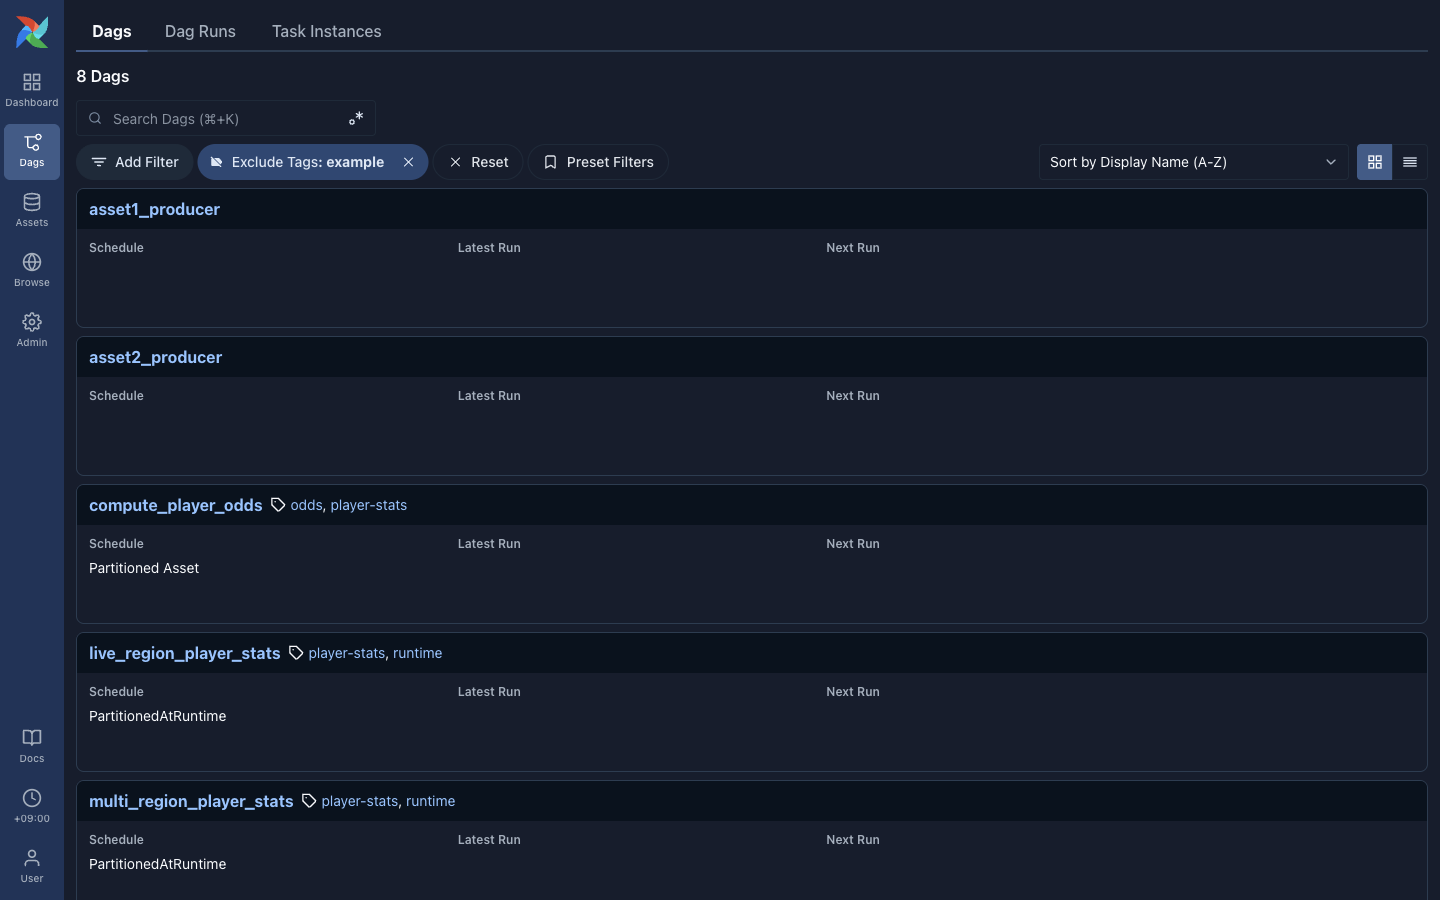 Dags Dag Runs Task Instances
Dashboard
Dags
Assets
Browse
Admin
Docs
+09:00
User
8 Dags
Search Dags (⌘+K) .*
Add Filter Exclude Tags: example Reset Preset Filters Sort by Display Name (A-Z)
asset1_producer
Schedule Latest Run Next Run
asset2_producer
Schedule Latest Run Next Run
compute_player_odds odds, player-stats
Schedule Latest Run Next Run
Partitioned Asset
live_region_player_stats player-stats, runtime
Schedule Latest Run Next Run
PartitionedAtRuntime
multi_region_player_stats player-stats, runtime
Schedule Latest Run Next Run
PartitionedAtRuntime